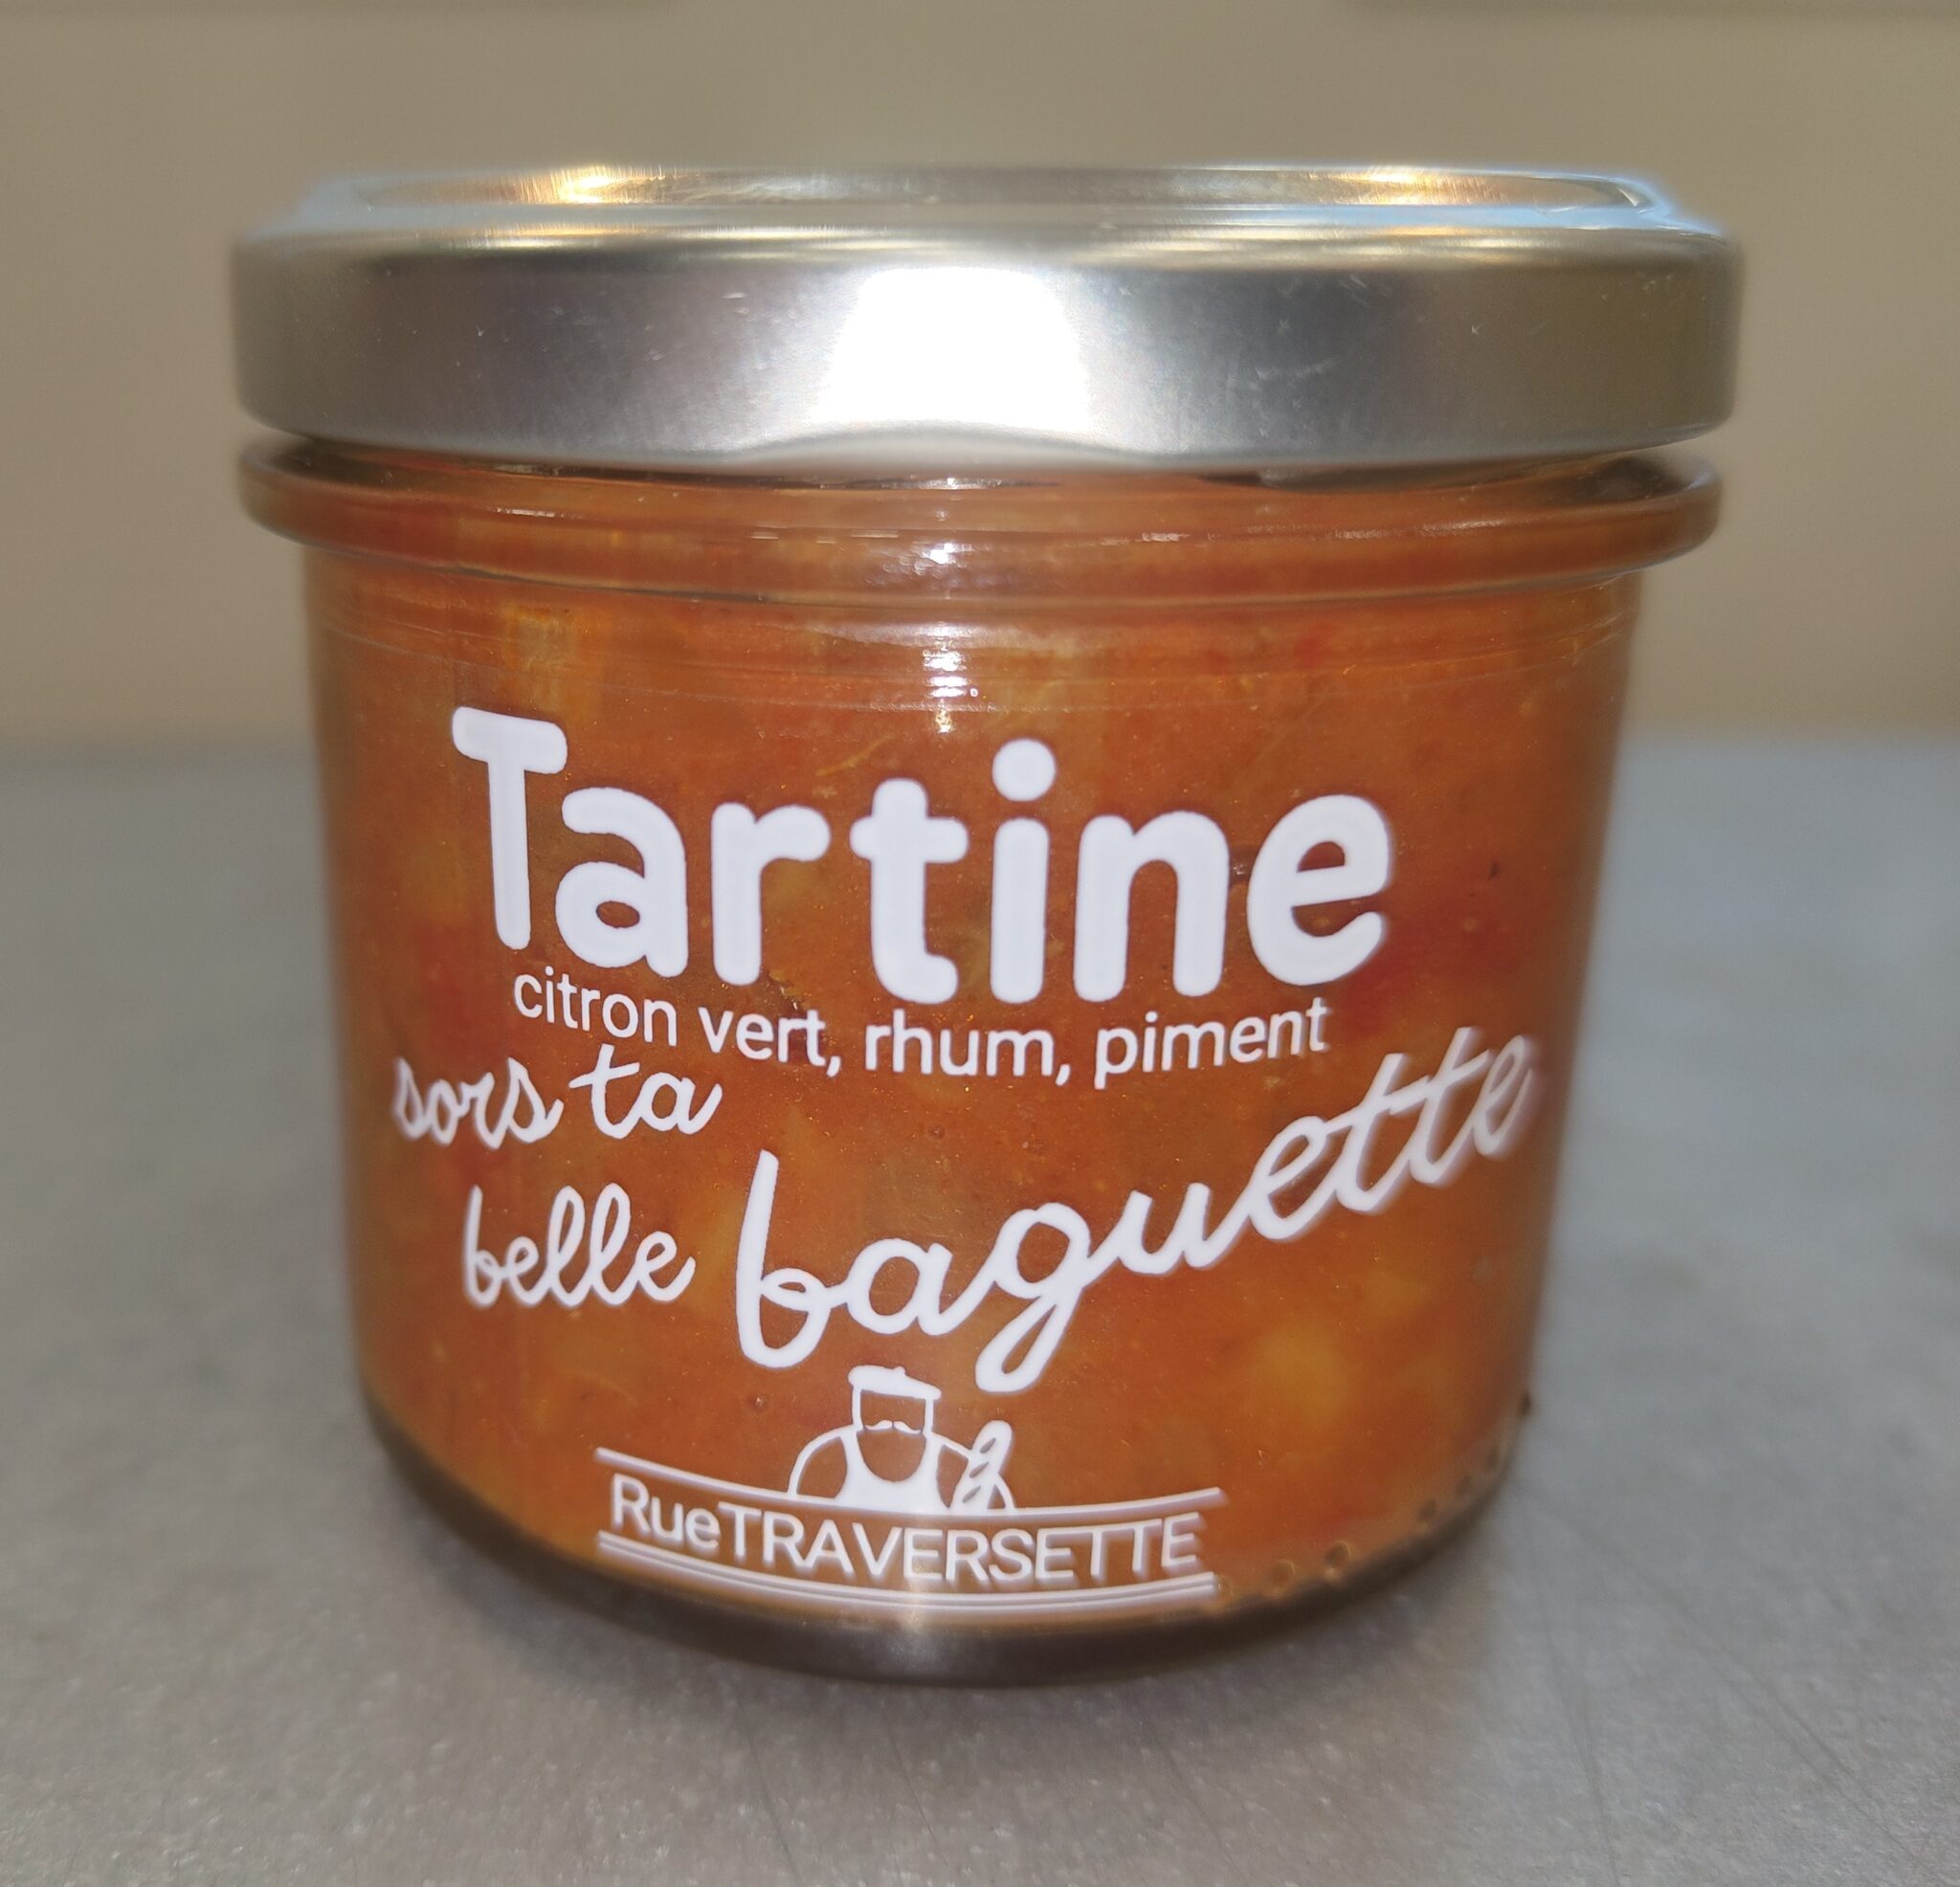 Tartine
citron vert, rhum, piment
sors ta
belle baguette
RueTRAVERSETTE